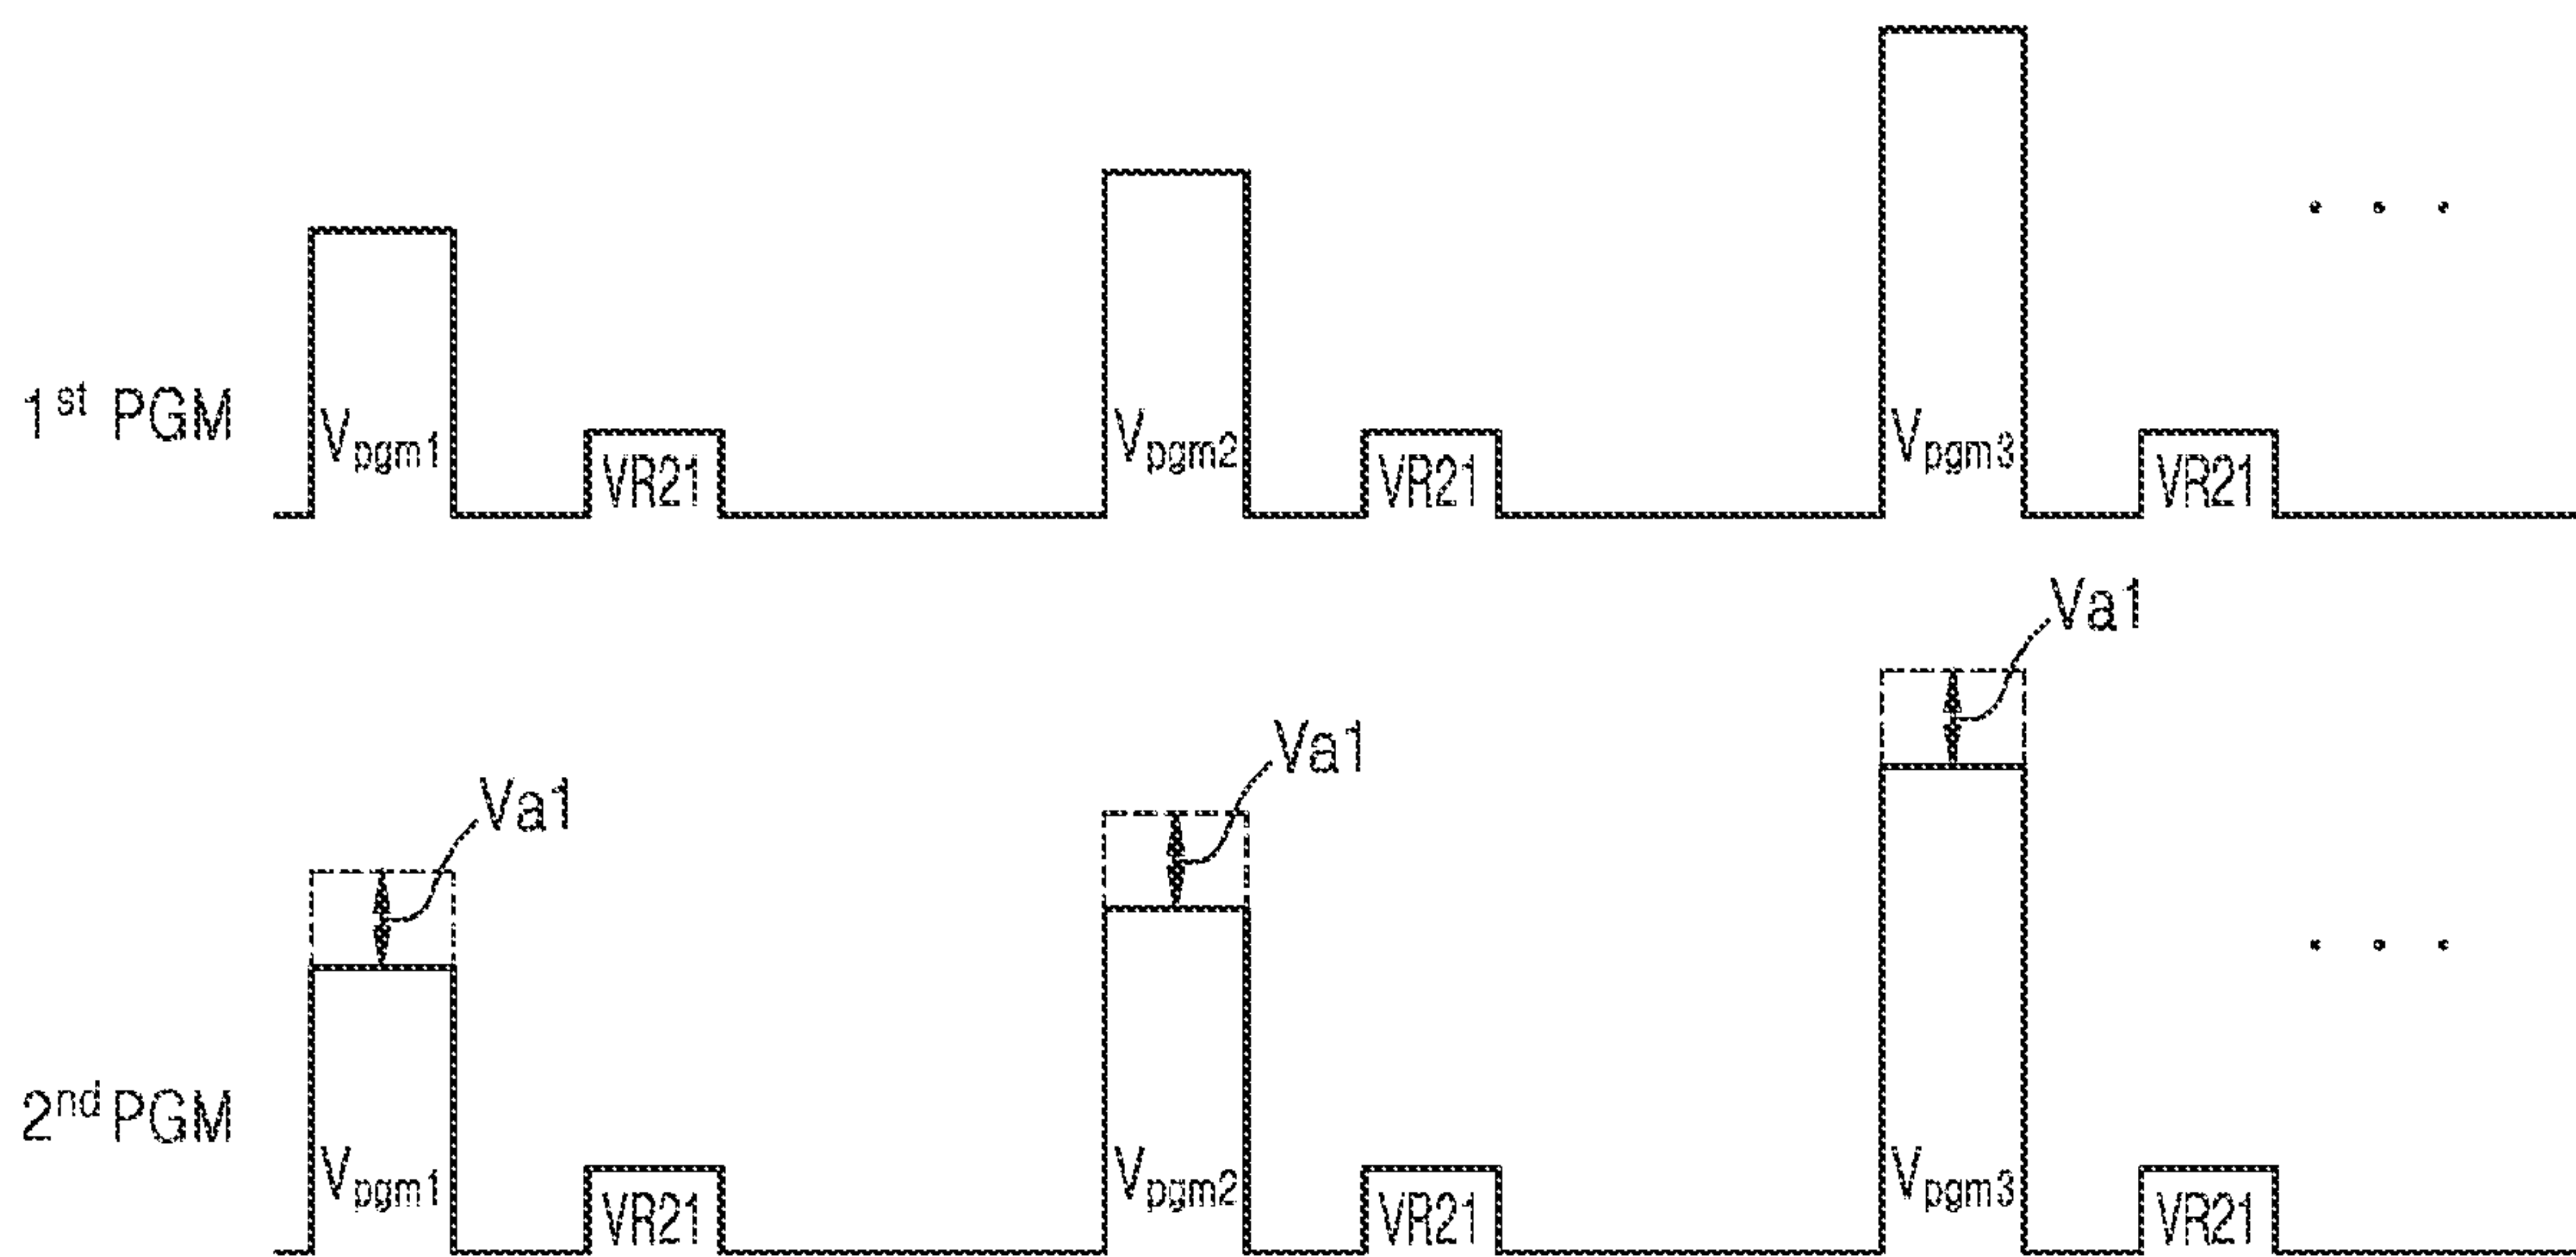 1st PGM
Vpgm1
VR21
Vpgm2
VR21
Vpgm3
VR21
. . .
Va1
Va1
Va1
2nd PGM
Vpgm1
VR21
Vpgm2
VR21
Vpgm3
VR21
. . .